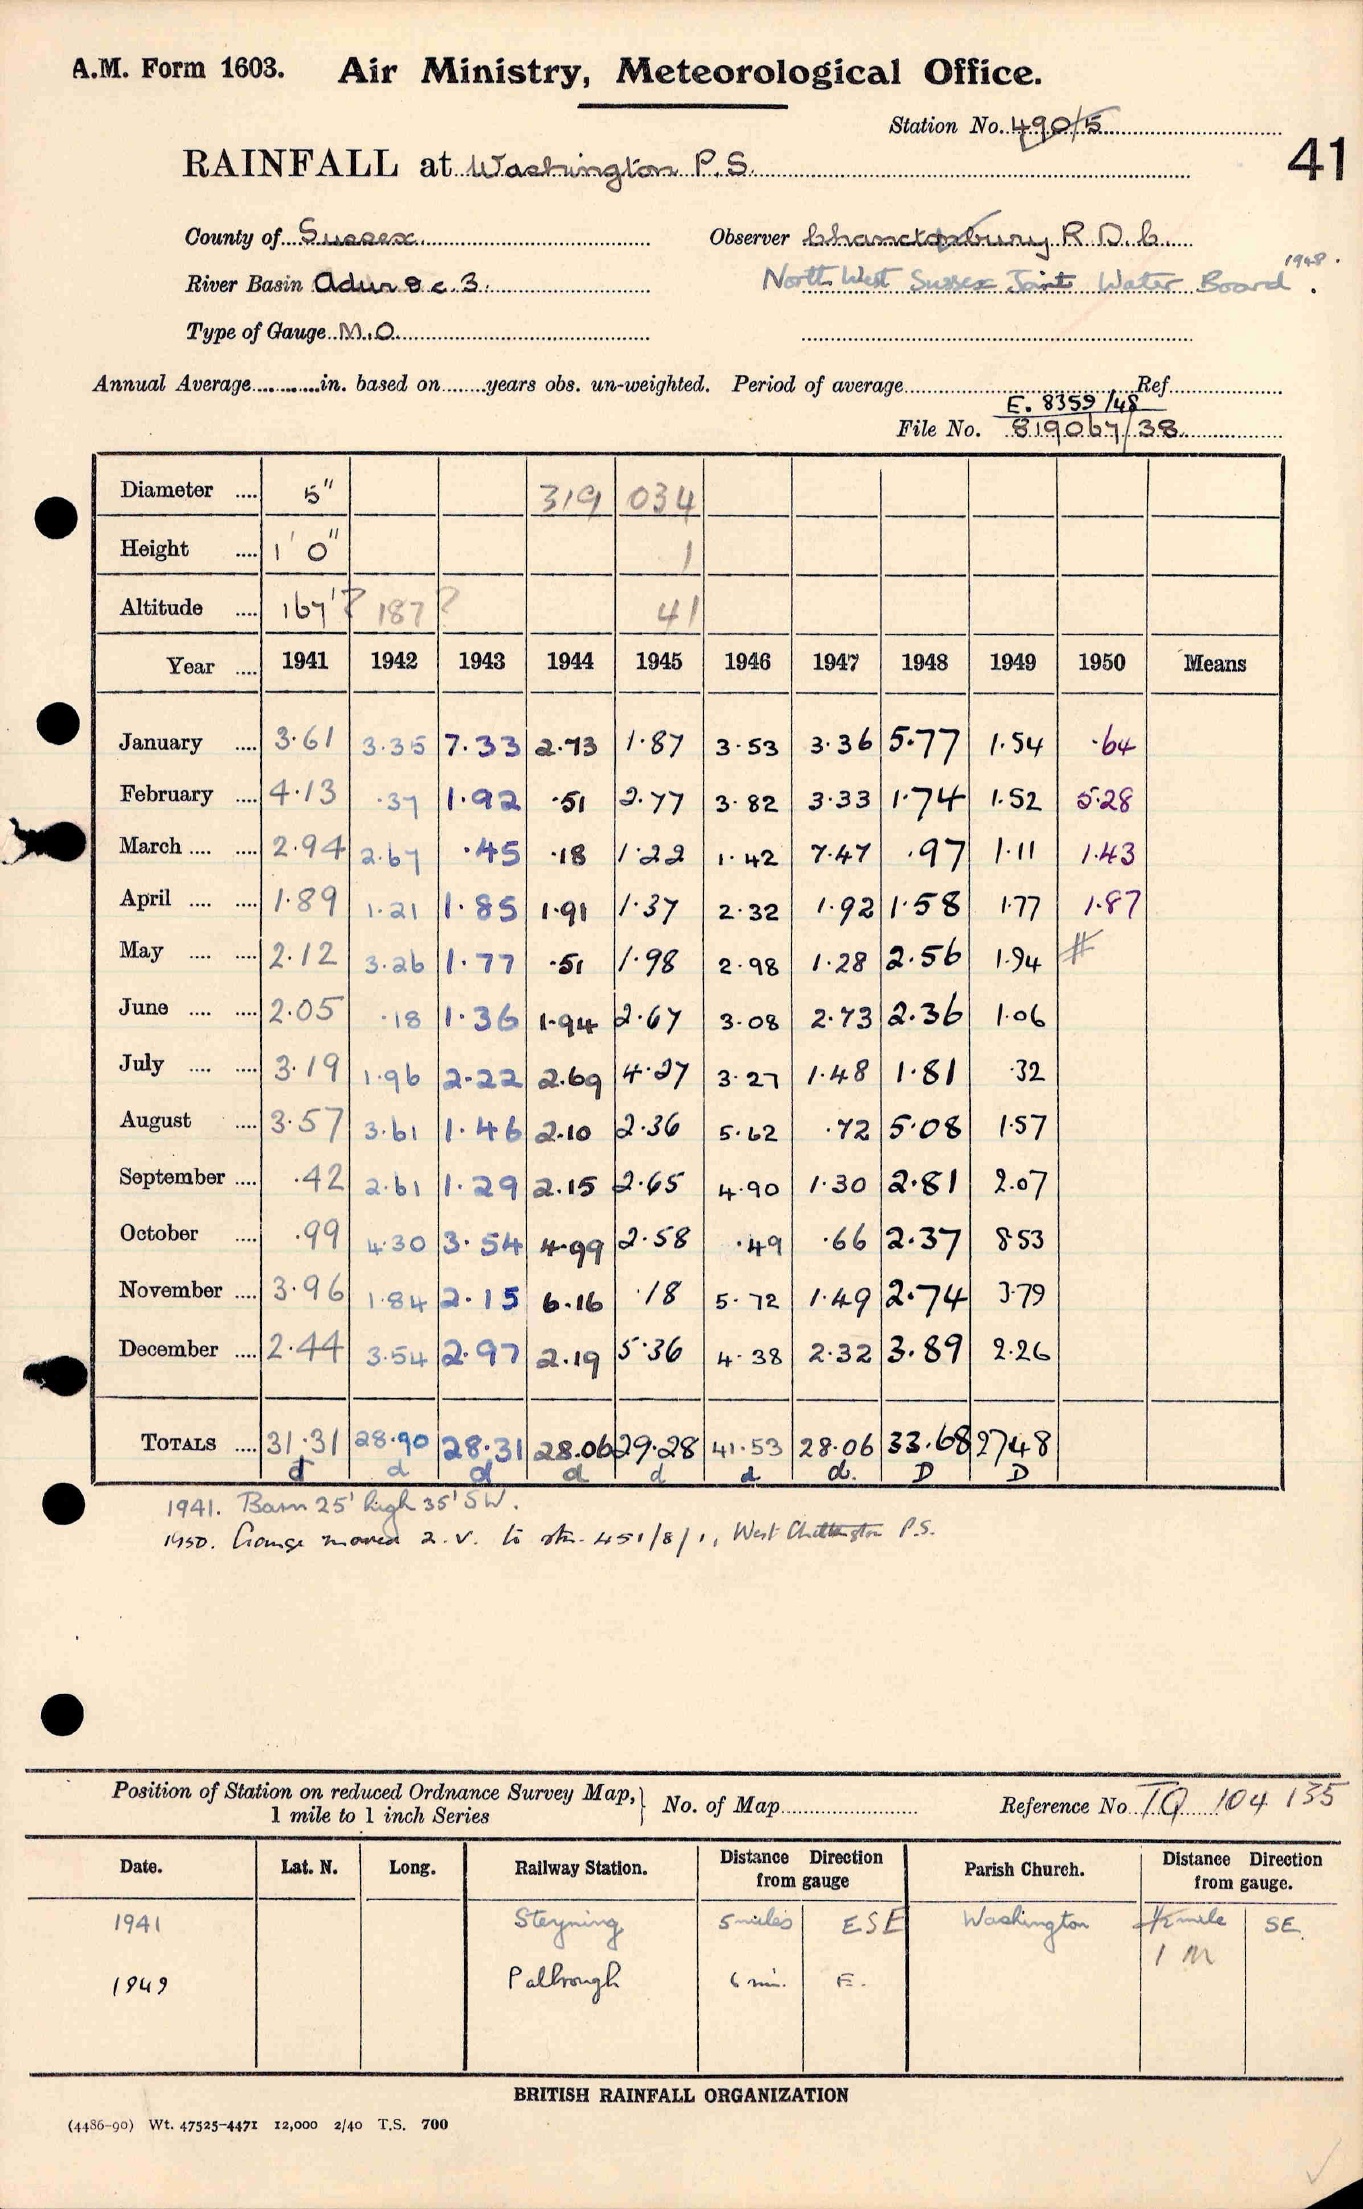 A.M. Form 1603. Air Ministry, Meteorological Office.
Station No. 490/5
41
RAINFALL at Washington P.S.
County of Sussex Observer Chanctonbury R.D.C.
River Basin Adur 8 c. 3. North West Sussex Joint Water Board 1948.
Type of Gauge M.O.
Annual Average in. based on years obs. un-weighted. Period of average Ref
E. 8359/48
File No. 819067/38
Diameter 5" 319 034
Height 1' 0" 1
Altitude 167'? 187? 41
Year 1941 1942 1943 1944 1945 1946 1947 1948 1949 1950 Means
January 3.61 3.35 7.33 2.73 1.87 3.53 3.36 5.77 1.54 .64
February 4.13 .37 1.92 .51 2.77 3.82 3.33 1.74 1.52 5.28
March 2.94 2.67 .45 .18 1.22 1.42 7.47 .97 1.11 1.43
April 1.89 1.21 1.85 1.91 1.37 2.32 1.92 1.58 1.77 1.87
May 2.12 3.26 1.77 .51 1.98 2.98 1.28 2.56 1.94 #
June 2.05 .18 1.36 1.94 2.67 3.08 2.73 2.36 1.06
July 3.19 1.96 2.22 2.69 4.27 3.27 1.48 1.81 .32
August 3.57 3.61 1.46 2.10 2.36 5.62 .72 5.08 1.57
September .42 2.61 1.29 2.15 2.65 4.90 1.30 2.81 2.07
October .99 4.30 3.54 4.99 2.58 .49 .66 2.37 8.53
November 3.96 1.84 2.15 6.16 .18 5.72 1.49 2.74 3.79
December 2.44 3.54 2.97 2.19 5.36 4.38 2.32 3.89 2.26
TOTALS 31.31 28.90 28.31 28.06 29.28 41.53 28.06 33.68 27.48
d d d d d d d. D D
1941. Barn 25' high 35' SW.
1950. Gauge moved 2. v. to stn. 451/8/1, West Chiltington P.S.
Position of Station on reduced Ordnance Survey Map, 1 mile to 1 inch Series } No. of Map Reference No TQ 104 135
Date. Lat. N. Long. Railway Station. Distance Direction from gauge Parish Church. Distance Direction from gauge.
1941 Steyning 5 miles ESE Washington ½ mile SE.
1 M
1949 Pulbrough 6 mi. E.
BRITISH RAINFALL ORGANIZATION
(4486-90) Wt. 47525-4471 12,000 2/40 T.S. 700